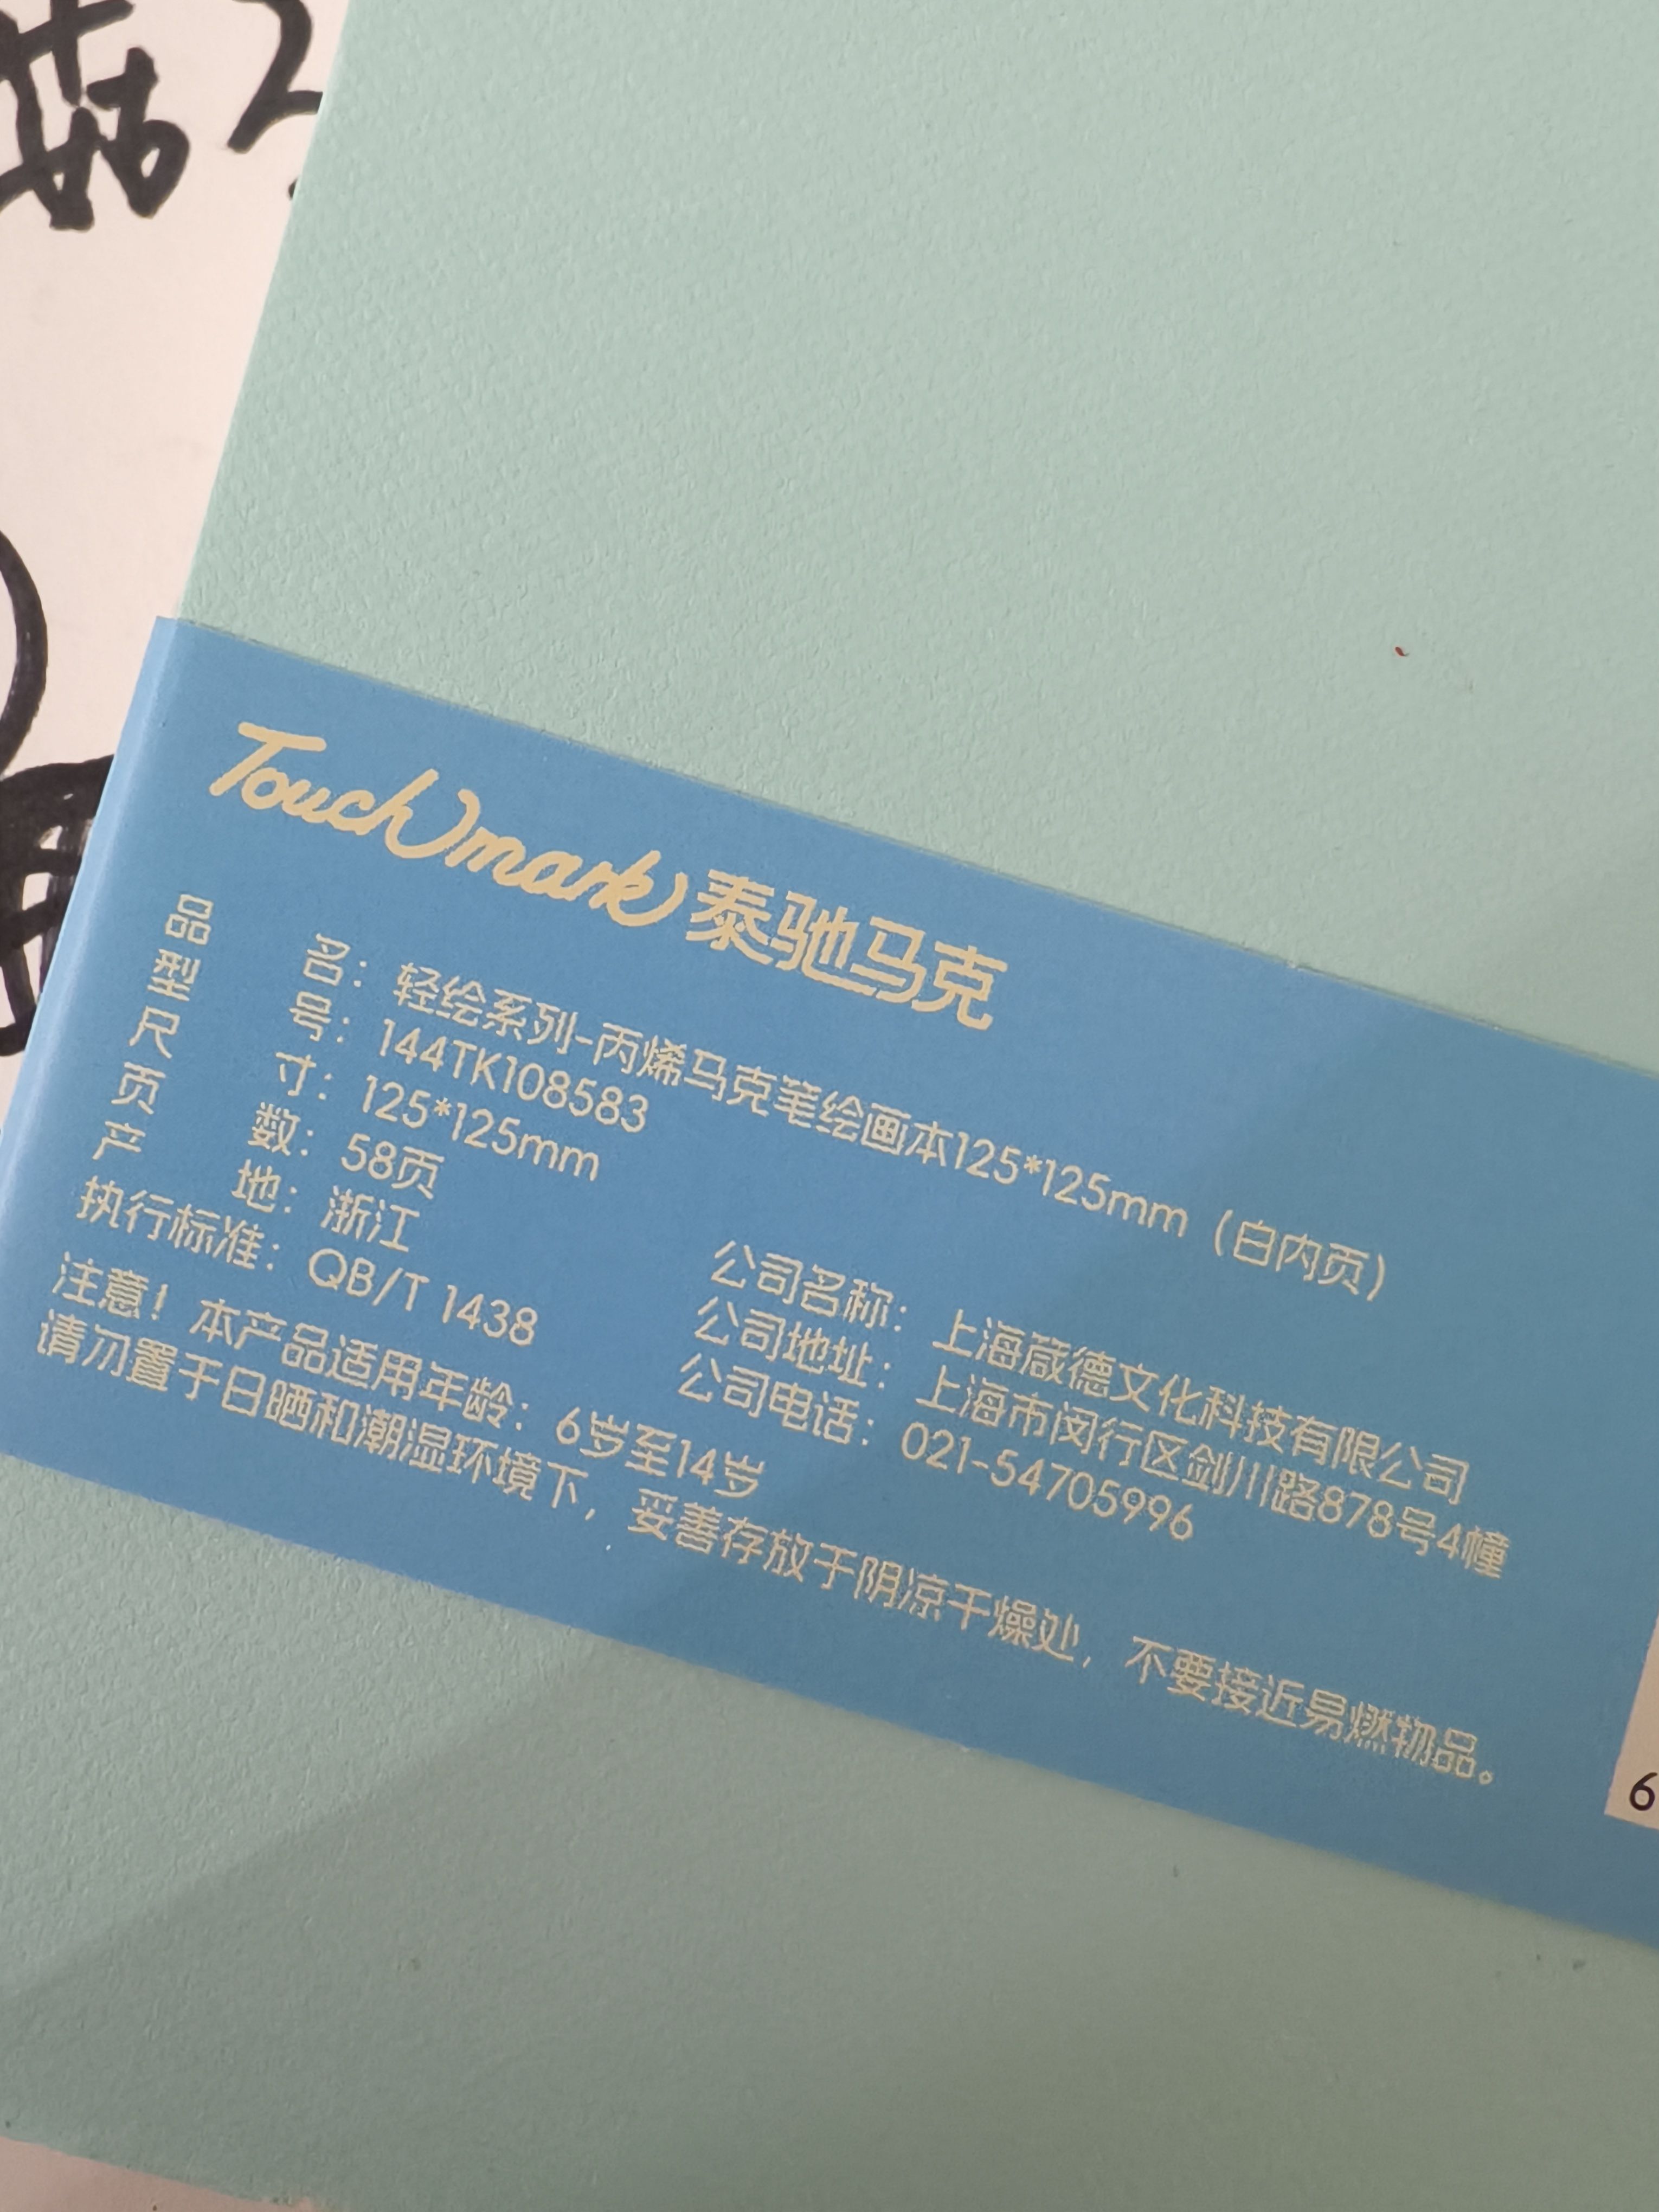 菇?
Touchmark 泰驰马克
品名：轻绘系列-丙烯马克笔绘画本125*125mm（白内页）
型号：144TK108583
尺寸：125*125mm
页数：58页
产地：浙江
执行标准：QB/T 1438
公司名称：上海葳德文化科技有限公司
公司地址：上海市闵行区剑川路878号4幢
公司电话：021-54705996
注意！本产品适用年龄：6岁至14岁
请勿置于日晒和潮湿环境下，妥善存放于阴凉干燥处，不要接近易燃物品。
6